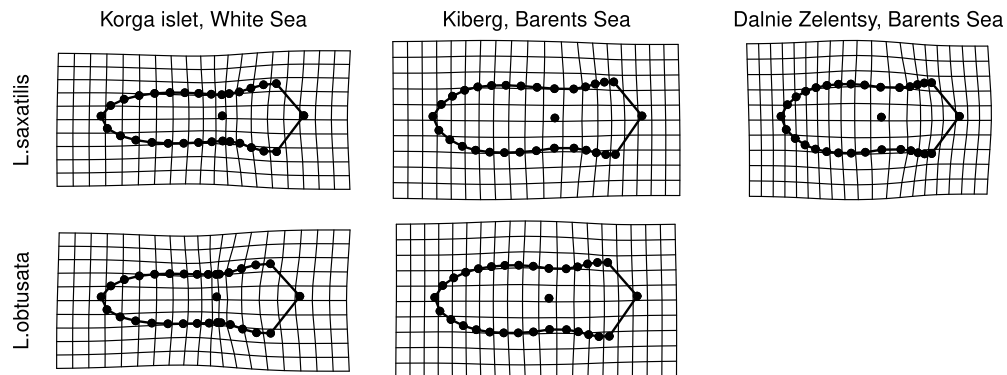 Korga islet, White Sea
Kiberg, Barents Sea
Dalnie Zelentsy, Barents Sea
L.saxatilis
L.obtusata